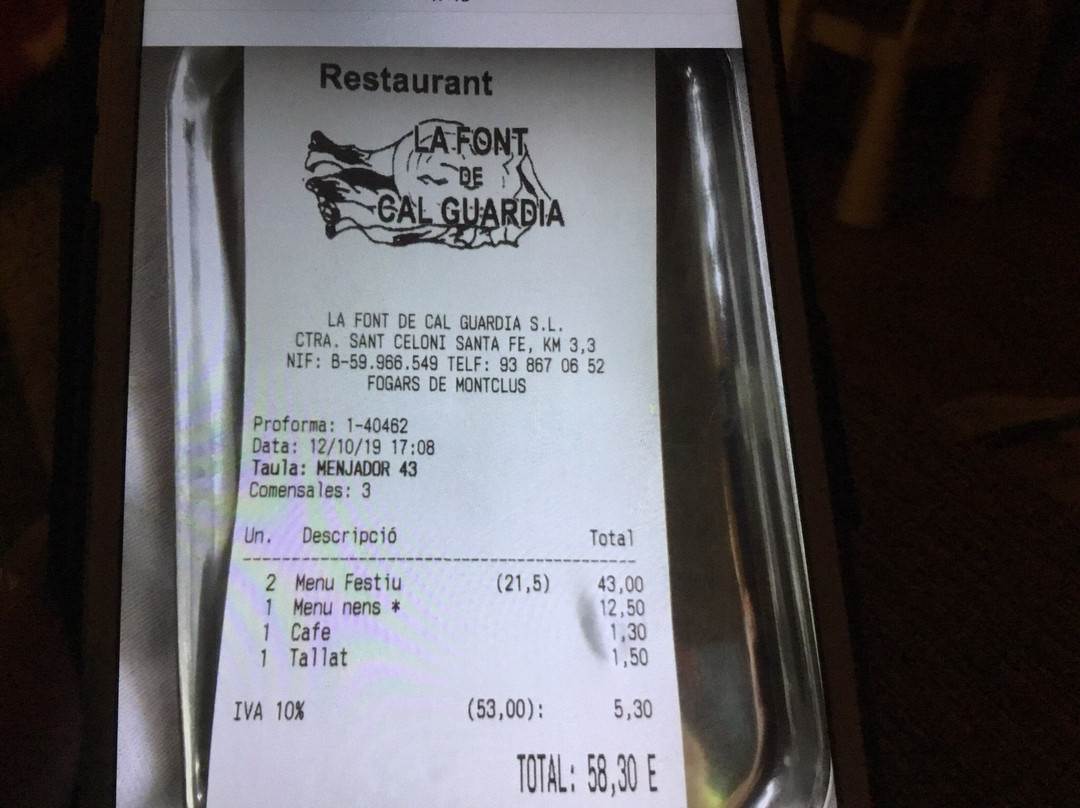 Restaurant
LA FONT
DE
CAL GUARDIA
LA FONT DE CAL GUARDIA S.L.
CTRA. SANT CELONI SANTA FE, KM 3,3
NIF: B-59.966.549 TELF: 93 867 06 52
FOGARS DE MONTCLUS
Proforma: 1-40462
Data: 12/10/19 17:08
Taula: MENJADOR 43
Comensales: 3
Un. Descripció Total
2 Menu Festiu (21,5) 43,00
1 Menu nens * 12,50
1 Cafe 1,30
1 Tallat 1,50
IVA 10% (53,00): 5,30
TOTAL: 58,30 E